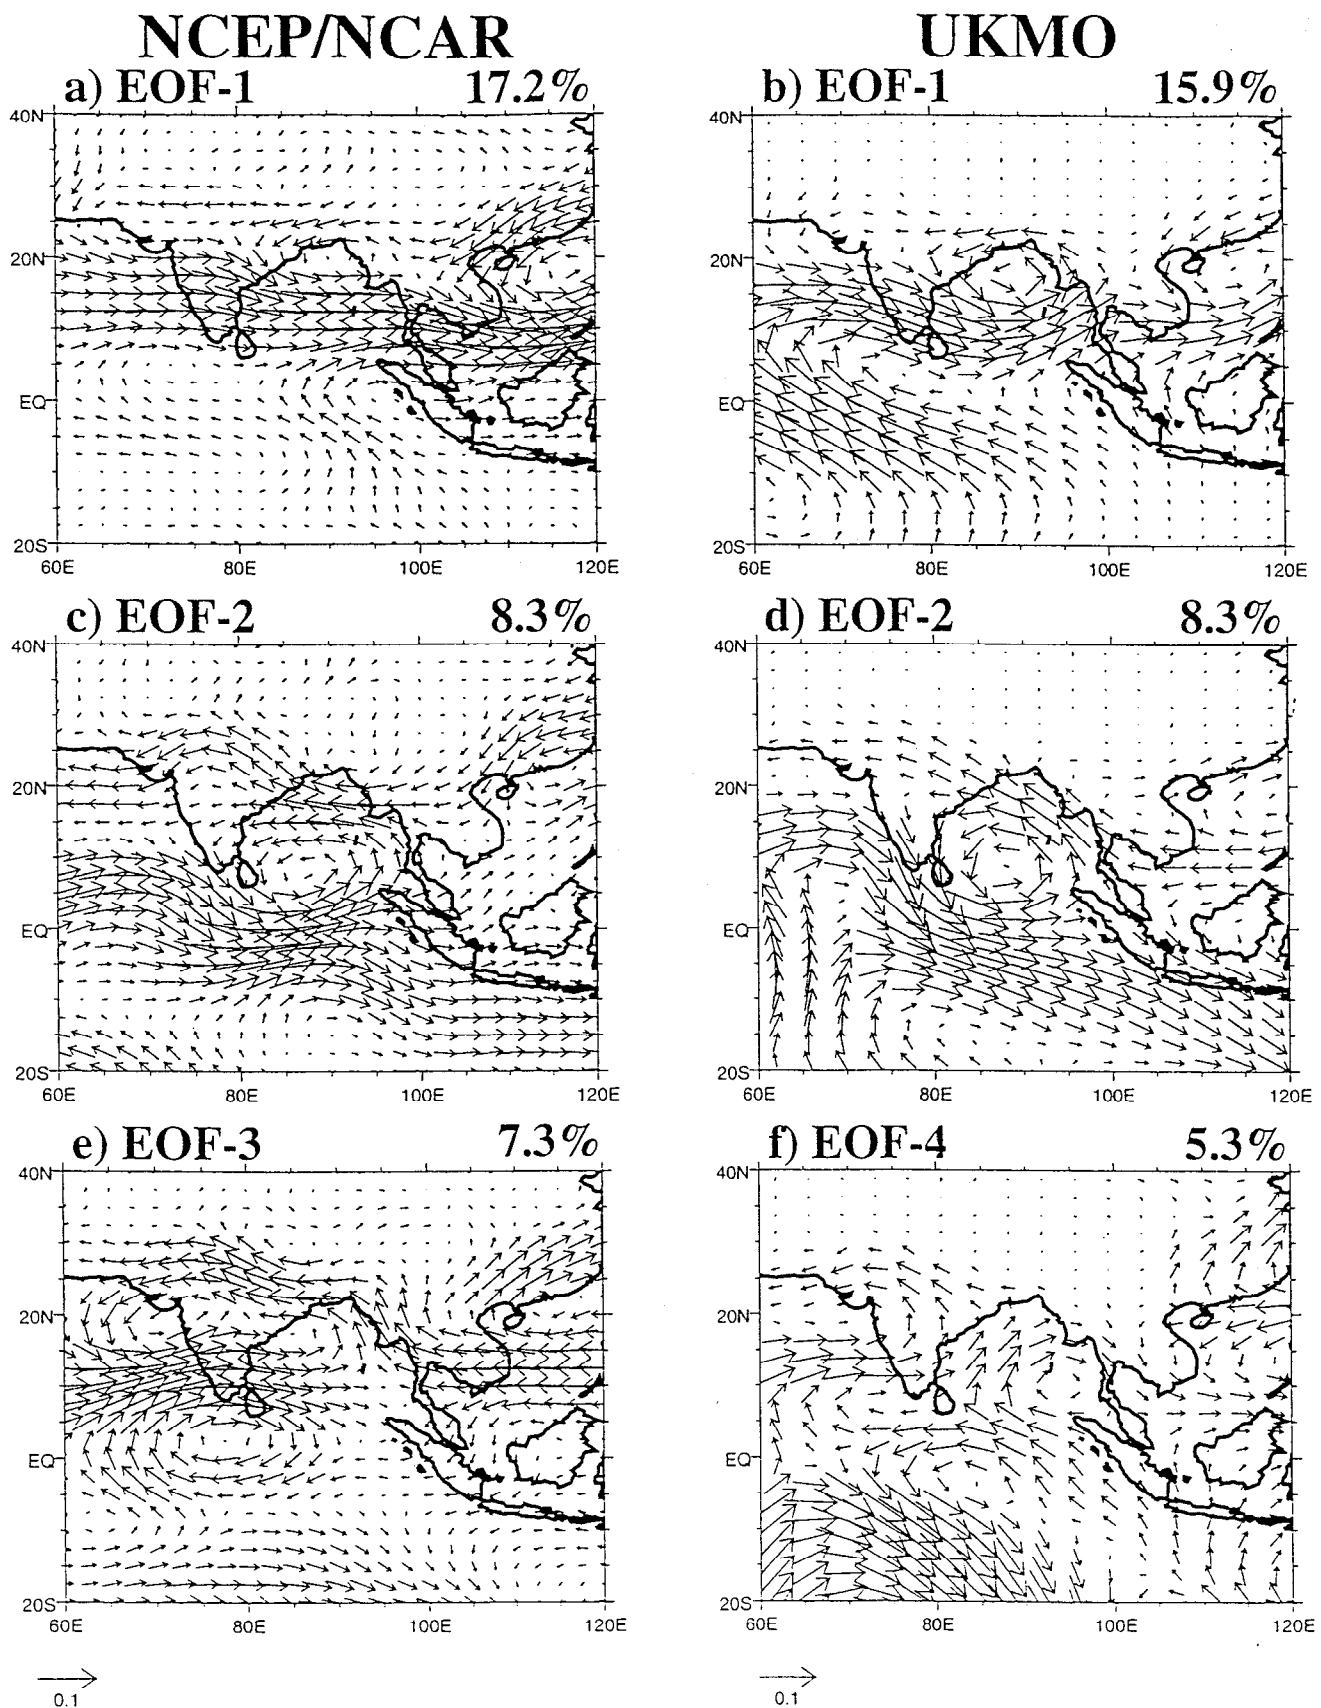 NCEP/NCAR UKMO
a) EOF-1 17.2% b) EOF-1 15.9%
40N 40N
20N 20N
EQ EQ
20S 20S
60E 80E 100E 120E 60E 80E 100E 120E
c) EOF-2 8.3% d) EOF-2 8.3%
40N 40N
20N 20N
EQ EQ
20S 20S
60E 80E 100E 120E 60E 80E 100E 120E
e) EOF-3 7.3% f) EOF-4 5.3%
40N 40N
20N 20N
EQ EQ
20S 20S
60E 80E 100E 120E 60E 80E 100E 120E
0.1 0.1